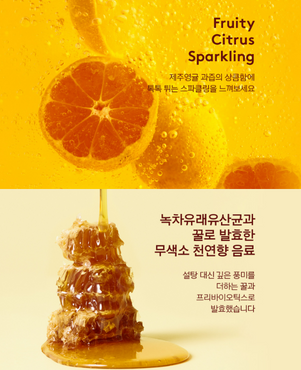 Fruity
Citrus
Sparkling
제주영귤 과즙의 상큼함에
톡톡 튀는 스파클링을 느껴보세요
녹차유래유산균과
꿀로 발효한
무색소 천연향 음료
설탕 대신 깊은 풍미를
더하는 꿀과
프리바이오틱스로
발효했습니다